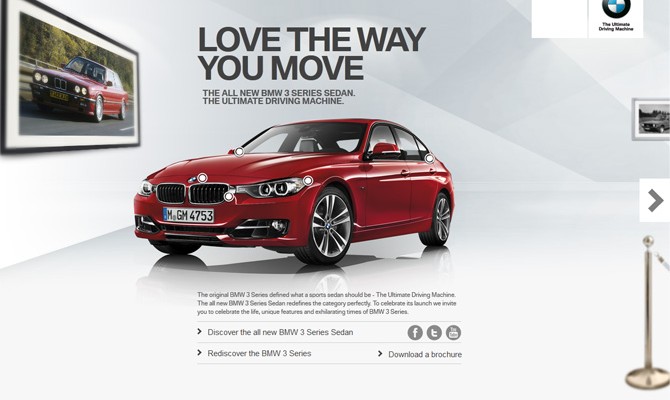 The Ultimate
Driving Machine
LOVE THE WAY
YOU MOVE
THE ALL NEW BMW 3 SERIES SEDAN.
THE ULTIMATE DRIVING MACHINE.
M GM 4753
The original BMW 3 Series defined what a sports sedan should be - The Ultimate Driving Machine.
The all new BMW 3 Series Sedan redefines the category perfectly. To celebrate its launch we invite
you to celebrate the life, unique features and exhilarating times of BMW 3 Series.
Discover the all new BMW 3 Series Sedan
f t You Tube
Rediscover the BMW 3 Series
Download a brochure